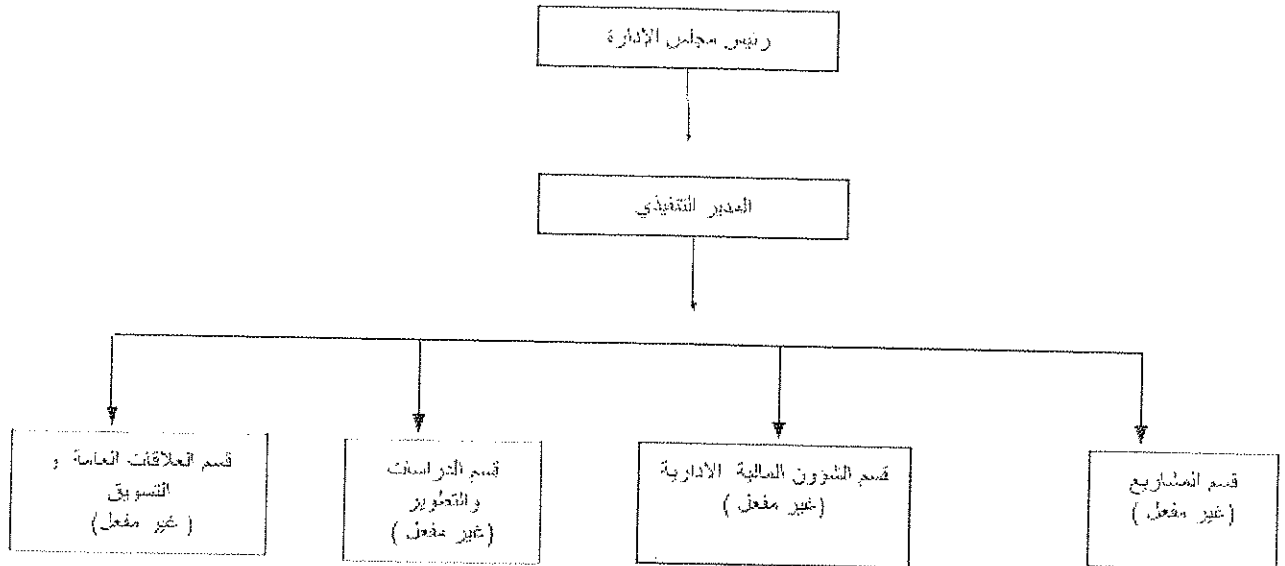 رئيس مجلس الإدارة
المدير التنفيذي
قسم المشاريع
(غير مفعل )
قسم الشؤون المالية الادارية
(غير مفعل )
قسم الدراسات
والتطوير
(غير مفعل )
قسم العلاقات العامة و
التسويق
( غير مفعل)